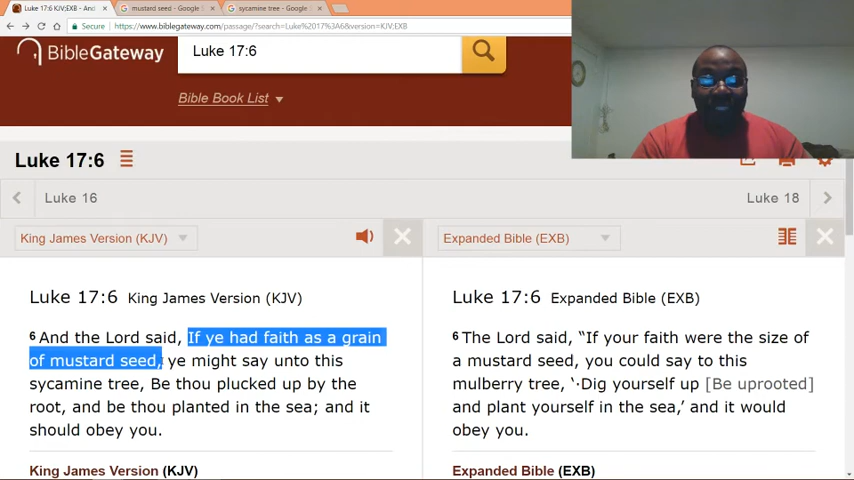 Luke 17:6 KJV;EXB - And
mustard seed - Google S
sycamine tree - Google S
Secure
https://www.biblegateway.com/passage/?search=Luke%2017%3A6&version=KJV;EXB
BibleGateway
Luke 17:6
Bible Book List
Luke 17:6
Luke 16
Luke 18
King James Version (KJV)
Expanded Bible (EXB)
Luke 17:6 King James Version (KJV)
6 And the Lord said, If ye had faith as a grain
of mustard seed, ye might say unto this
sycamine tree, Be thou plucked up by the
root, and be thou planted in the sea; and it
should obey you.
King James Version (KJV)
Luke 17:6 Expanded Bible (EXB)
6 The Lord said, “If your faith were the size of
a mustard seed, you could say to this
mulberry tree, ‘·Dig yourself up [Be uprooted]
and plant yourself in the sea,’ and it would
obey you.
Expanded Bible (EXB)